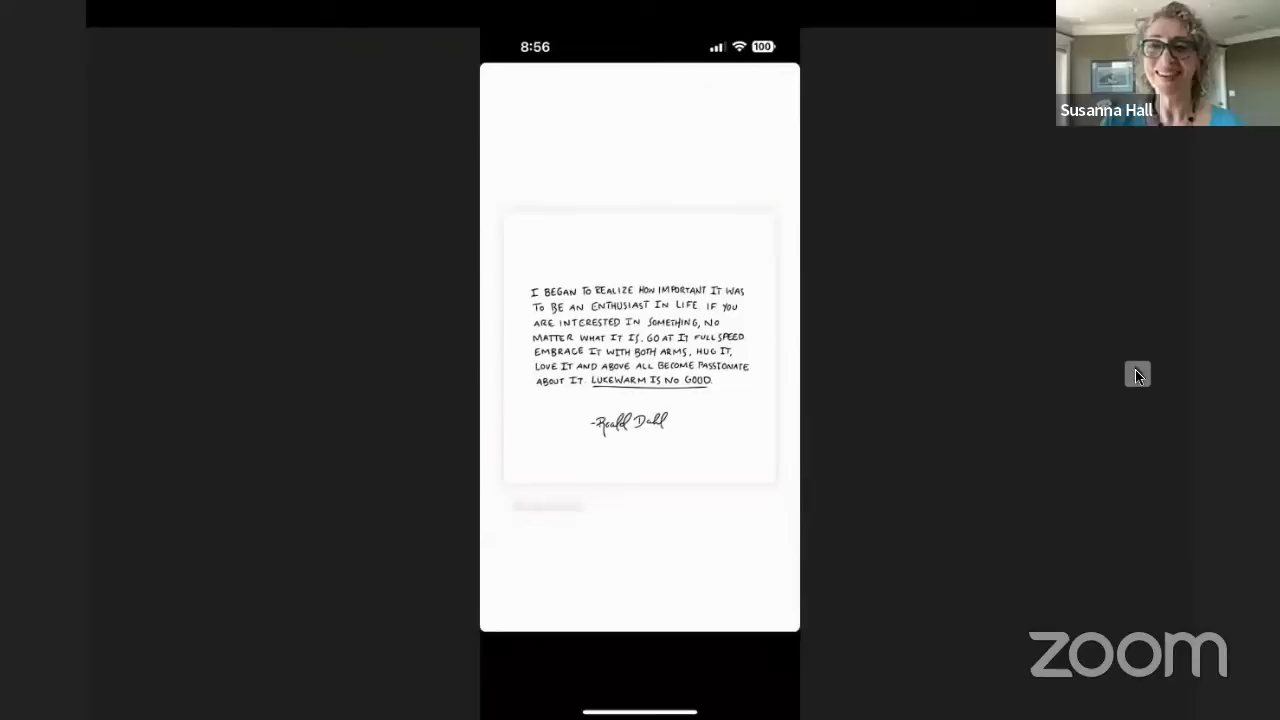 8:56
100
Susanna Hall
I BEGAN TO REALIZE HOW IMPORTANT IT WAS
TO BE AN ENTHUSIAST IN LIFE. IF YOU
ARE INTERESTED IN SOMETHING, NO
MATTER WHAT IT IS, GO AT IT FULL SPEED
EMBRACE IT WITH BOTH ARMS, HUG IT,
LOVE IT AND ABOVE ALL BECOME PASSIONATE
ABOUT IT. LUKEWARM IS NO GOOD.
-Roald Dahl
zoom